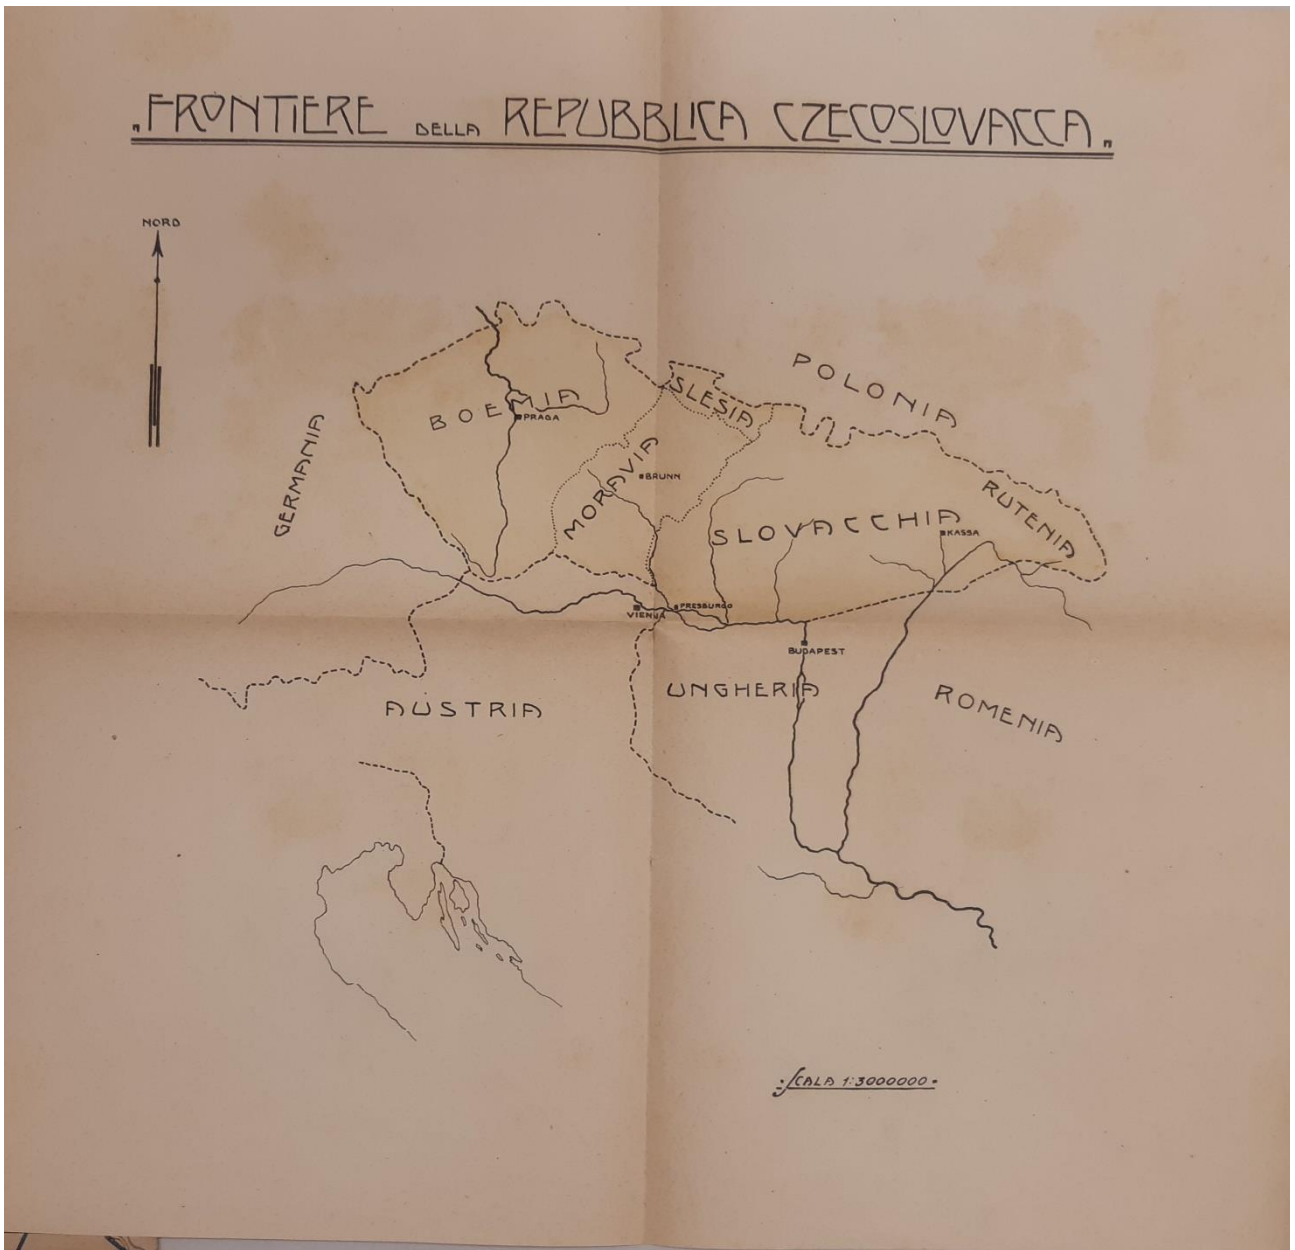 „FRONTIERE DELLA REPUBBLICA CZECOSLOVACCA„
NORD
POLONIA
SLESIA
BOEMIA
PRAGA
GERMANIA
MORAVIA
BRUNN
RUTENIA
SLOVACCHIA
KASSA
VIENNA
PRESBURGO
BUDAPEST
UNGHERIA
ROMENIA
AUSTRIA
SCALA 1:3000000